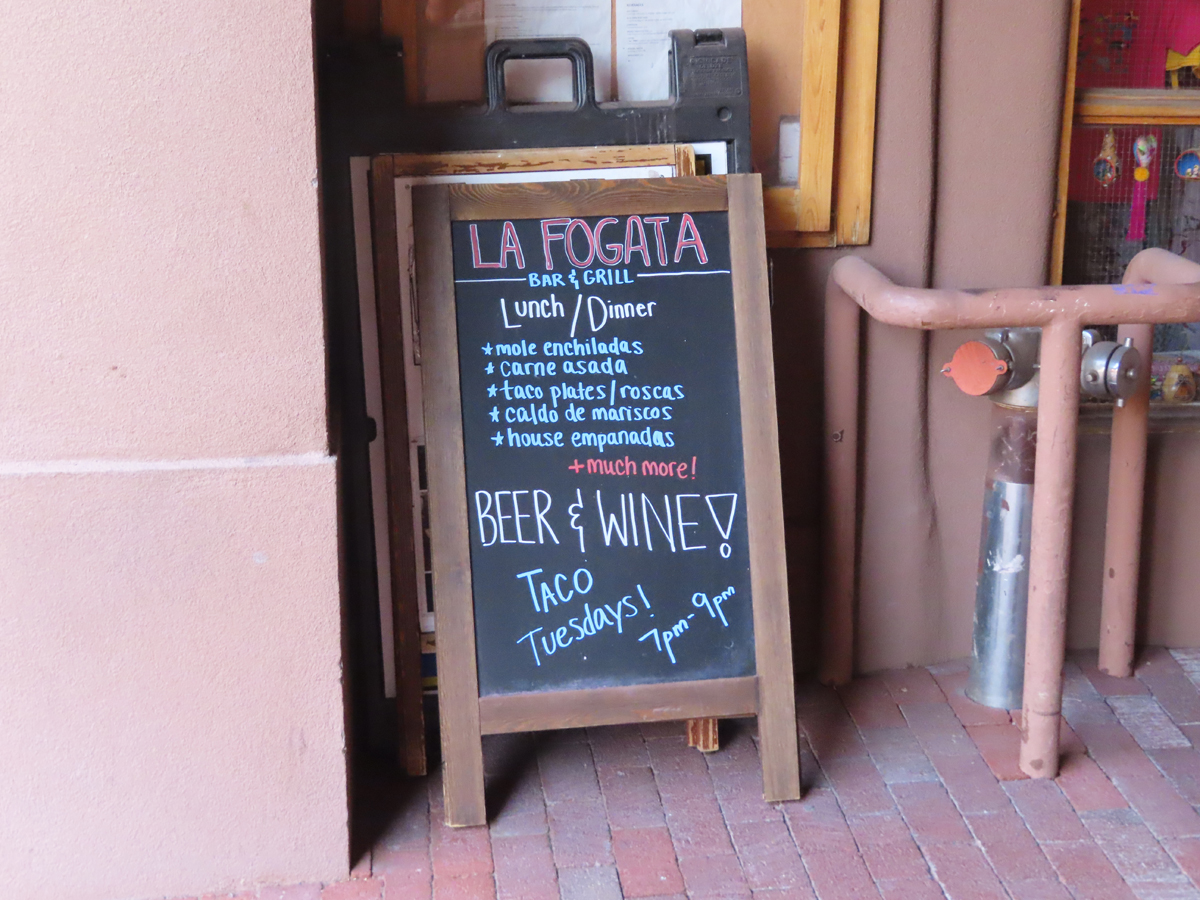 LA FOGATA
BAR & GRILL
Lunch / Dinner
* mole enchiladas
* carne asada
* taco plates/roscas
* caldo de mariscos
* house empanadas
+ much more!
BEER & WINE!
TACO
Tuesdays!
7pm-9pm